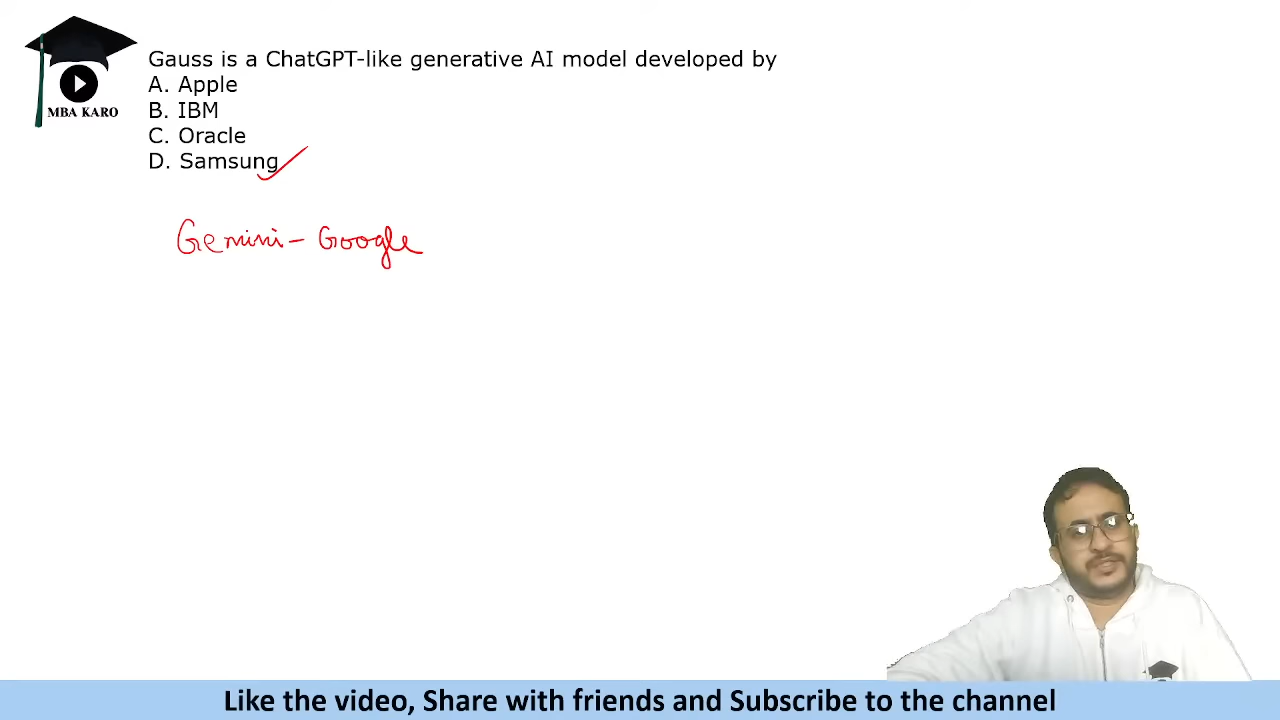 Gauss is a ChatGPT-like generative AI model developed by
A. Apple
B. IBM
C. Oracle
D. Samsung
MBA KARO
Gemini - Google
Like the video, Share with friends and Subscribe to the channel